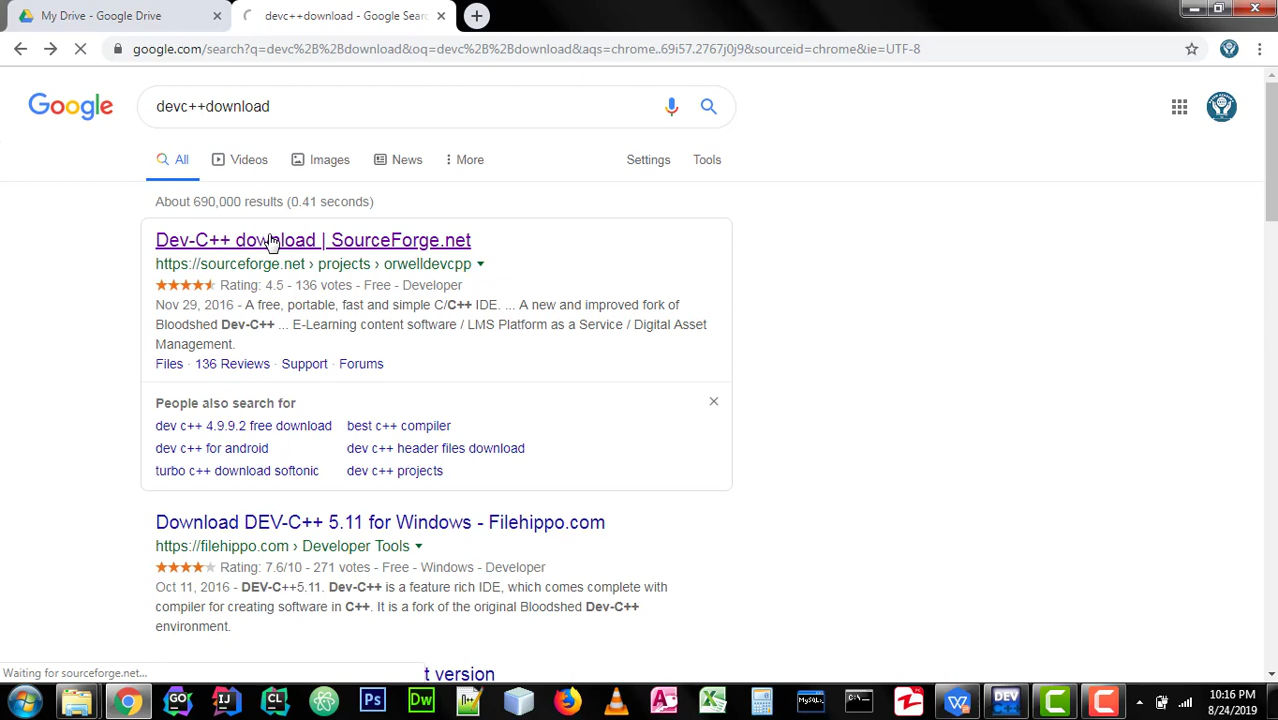 My Drive - Google Drive
devc++download - Google Sear
google.com/search?q=devc%2B%2Bdownload&oq=devc%2B%2Bdownload&aqs=chrome..69i57.2767j0j9&sourceid=chrome&ie=UTF-8
Google
devc++download
All
Videos
Images
News
More
Settings
Tools
About 690,000 results (0.41 seconds)
Dev-C++ download | SourceForge.net
https://sourceforge.net › projects › orwelldevcpp
Rating: 4.5 - 136 votes - Free - Developer
Nov 29, 2016 - A free, portable, fast and simple C/C++ IDE. ... A new and improved fork of
Bloodshed Dev-C++ ... E-Learning content software / LMS Platform as a Service / Digital Asset
Management.
Files · 136 Reviews · Support · Forums
People also search for
dev c++ 4.9.9.2 free download
best c++ compiler
dev c++ for android
dev c++ header files download
turbo c++ download softonic
dev c++ projects
Download DEV-C++ 5.11 for Windows - Filehippo.com
https://filehippo.com › Developer Tools
Rating: 7.6/10 - 271 votes - Free - Windows - Developer
Oct 11, 2016 - DEV-C++5.11. Dev-C++ is a feature rich IDE, which comes complete with
compiler for creating software in C++. It is a fork of the original Bloodshed Dev-C++
environment.
Waiting for sourceforge.net...
t version
GO
IJ
CL
Ps
Dw
MySQL
DEV
C
C
10:16 PM
8/24/2019